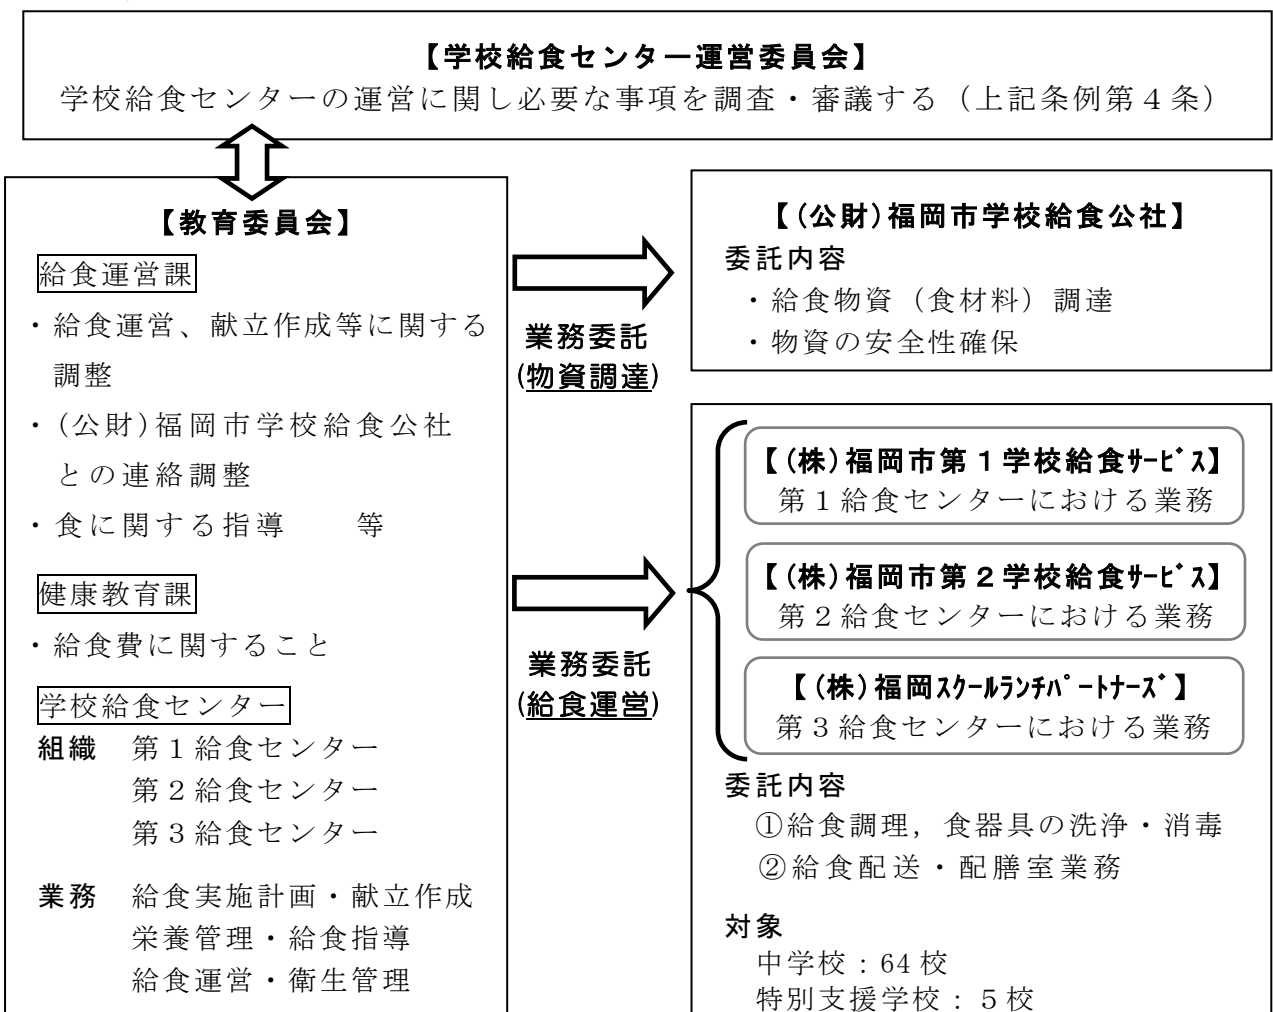 【学校給食センター運営委員会】
学校給食センターの運営に関し必要な事項を調査・審議する（上記条例第４条）
【教育委員会】
給食運営課
・給食運営、献立作成等に関する
調整
・(公財)福岡市学校給食公社
との連絡調整
・食に関する指導　　等
健康教育課
・給食費に関すること
学校給食センター
組織　第１給食センター
第２給食センター
第３給食センター
業務　給食実施計画・献立作成
栄養管理・給食指導
給食運営・衛生管理
業務委託
(物資調達)
業務委託
(給食運営)
【(公財)福岡市学校給食公社】
委託内容
・給食物資（食材料）調達
・物資の安全性確保
【(株)福岡市第１学校給食ｻｰﾋﾞｽ】
第１給食センターにおける業務
【(株)福岡市第２学校給食ｻｰﾋﾞｽ】
第２給食センターにおける業務
【(株)福岡ｽｸｰﾙﾗﾝﾁﾊﾟｰﾄﾅｰｽﾞ】
第３給食センターにおける業務
委託内容
①給食調理，食器具の洗浄・消毒
②給食配送・配膳室業務
対象
中学校：64校
特別支援学校：５校